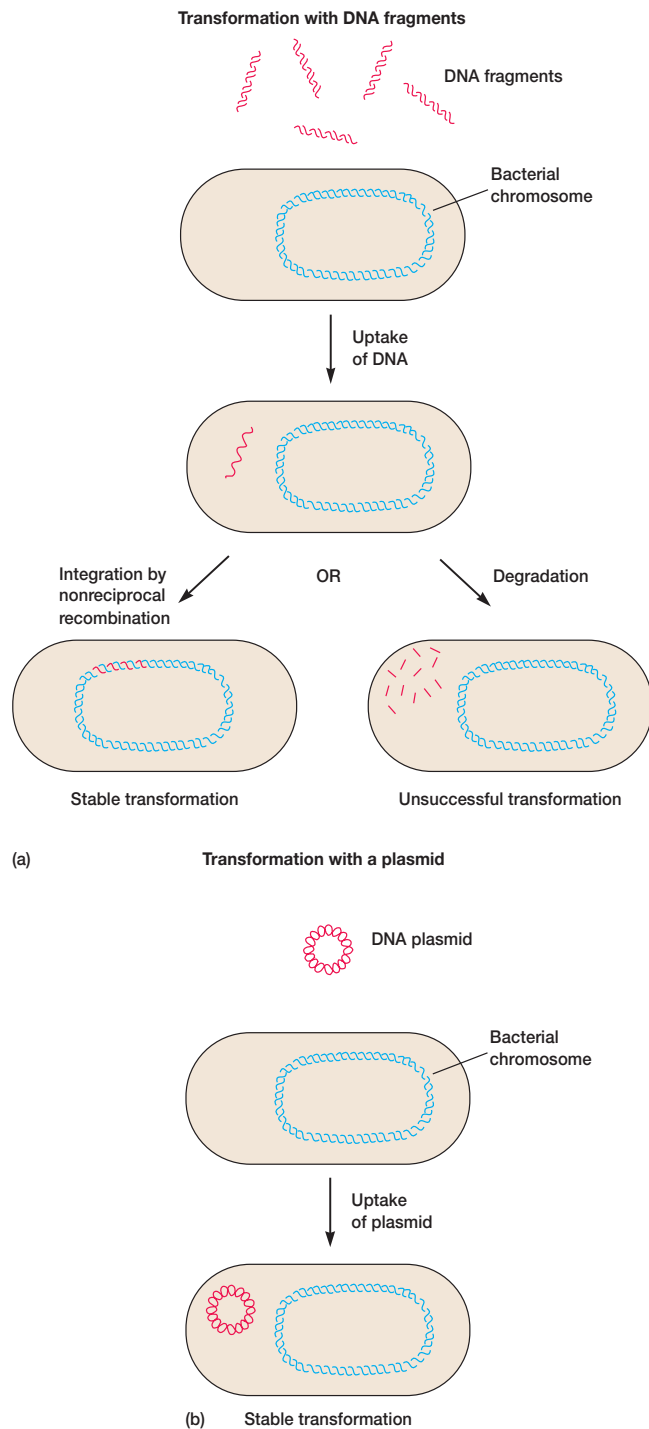 Transformation with DNA fragments
DNA fragments
Bacterial
chromosome
Uptake
of DNA
Integration by
nonreciprocal
recombination
OR
Degradation
Stable transformation
Unsuccessful transformation
(a)
Transformation with a plasmid
DNA plasmid
Bacterial
chromosome
Uptake
of plasmid
(b)
Stable transformation